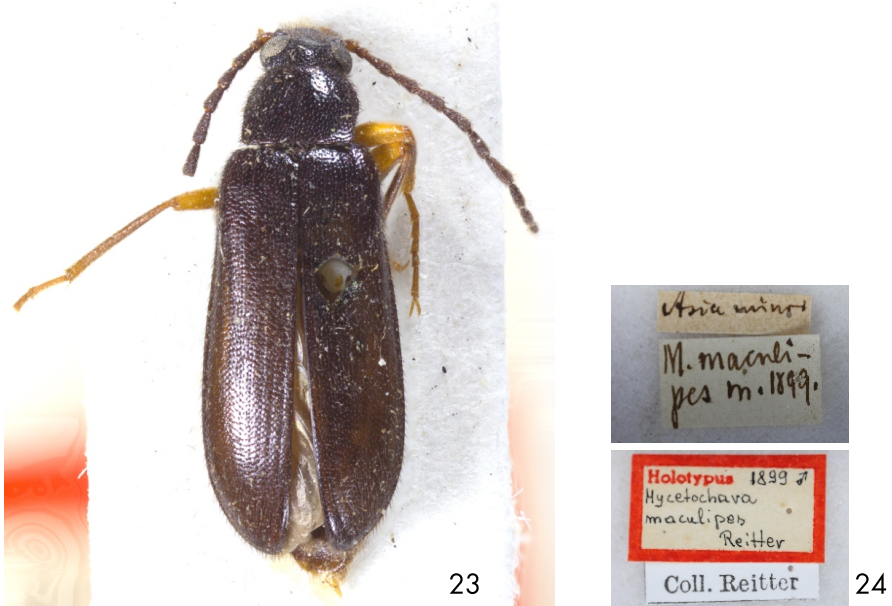 23
Asia minor
M. maculi-
pes m. 1899.
Holotypus 1899 ♂
Mycetochara
maculipes
Reitter
Coll. Reitter
24